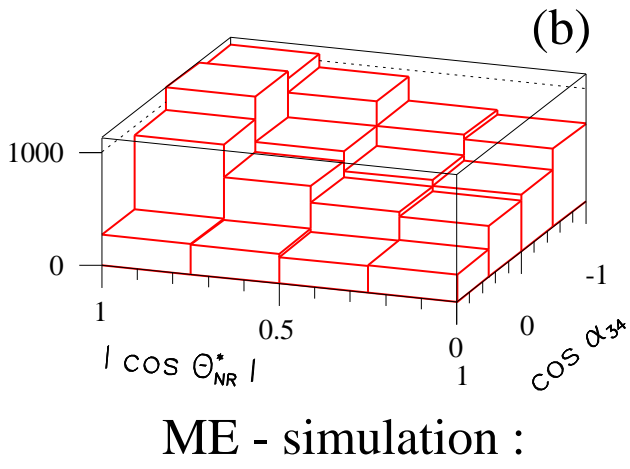 (b)
1000
0
1
0.5
0
1
0
-1
| cos Θ*NR |
cos α34
ME - simulation :